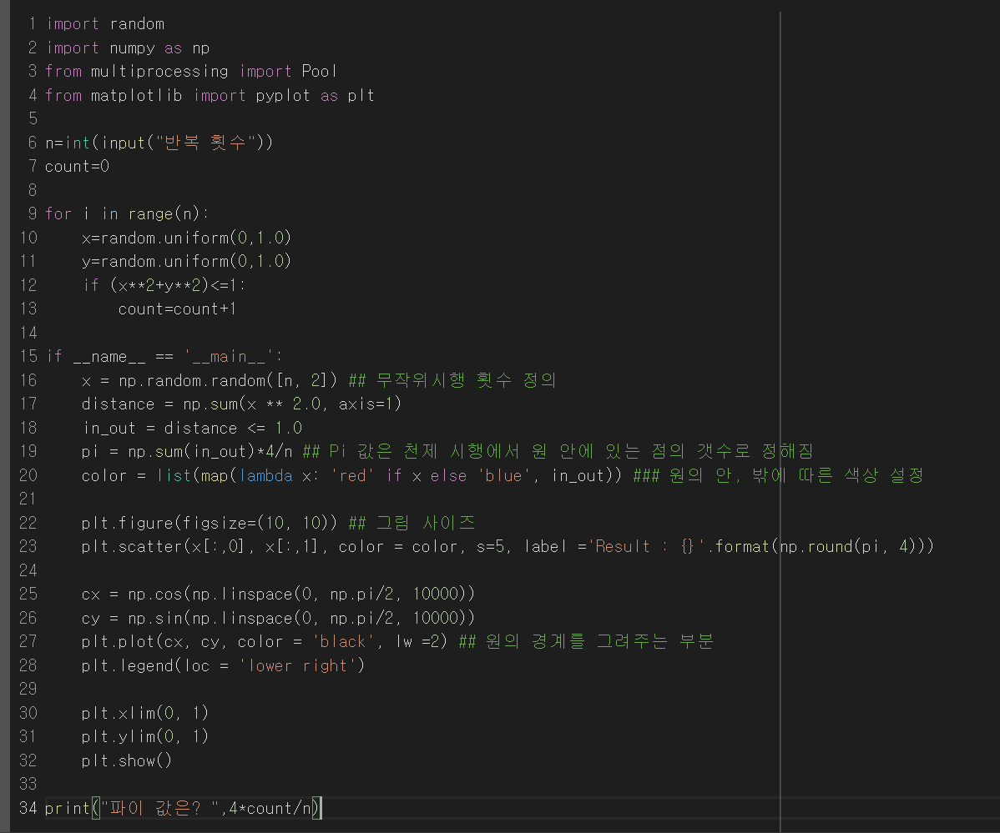 1 import random
2 import numpy as np
3 from multiprocessing import Pool
4 from matplotlib import pyplot as plt
5
6 n=int(input("반복 횟수"))
7 count=0
8
9 for i in range(n):
10     x=random.uniform(0,1.0)
11     y=random.uniform(0,1.0)
12     if (x**2+y**2)<=1:
13         count=count+1
14
15 if __name__ == '__main__':
16     x = np.random.random([n, 2]) ## 무작위시행 횟수 정의
17     distance = np.sum(x ** 2.0, axis=1)
18     in_out = distance <= 1.0
19     pi = np.sum(in_out)*4/n ## Pi 값은 천제 시행에서 원 안에 있는 점의 갯수로 정해짐
20     color = list(map(lambda x: 'red' if x else 'blue', in_out)) ### 원의 안, 밖에 따른 색상 설정
21
22     plt.figure(figsize=(10, 10)) ## 그림 사이즈
23     plt.scatter(x[:,0], x[:,1], color = color, s=5, label ='Result : {}'.format(np.round(pi, 4)))
24
25     cx = np.cos(np.linspace(0, np.pi/2, 10000))
26     cy = np.sin(np.linspace(0, np.pi/2, 10000))
27     plt.plot(cx, cy, color = 'black', lw =2) ## 원의 경계를 그려주는 부분
28     plt.legend(loc = 'lower right')
29
30     plt.xlim(0, 1)
31     plt.ylim(0, 1)
32     plt.show()
33
34 print("파이 값은? ",4*count/n)